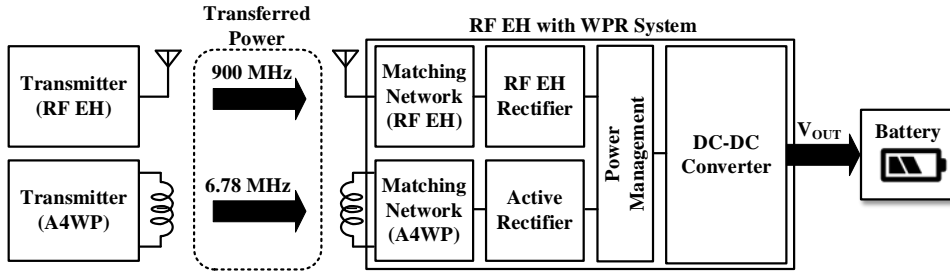 Transferred
Power
RF EH with WPR System
Transmitter
(RF EH)
900 MHz
Matching
Network
(RF EH)
RF EH
Rectifier
Power
Management
DC-DC
Converter
VOUT
Battery
Transmitter
(A4WP)
6.78 MHz
Matching
Network
(A4WP)
Active
Rectifier